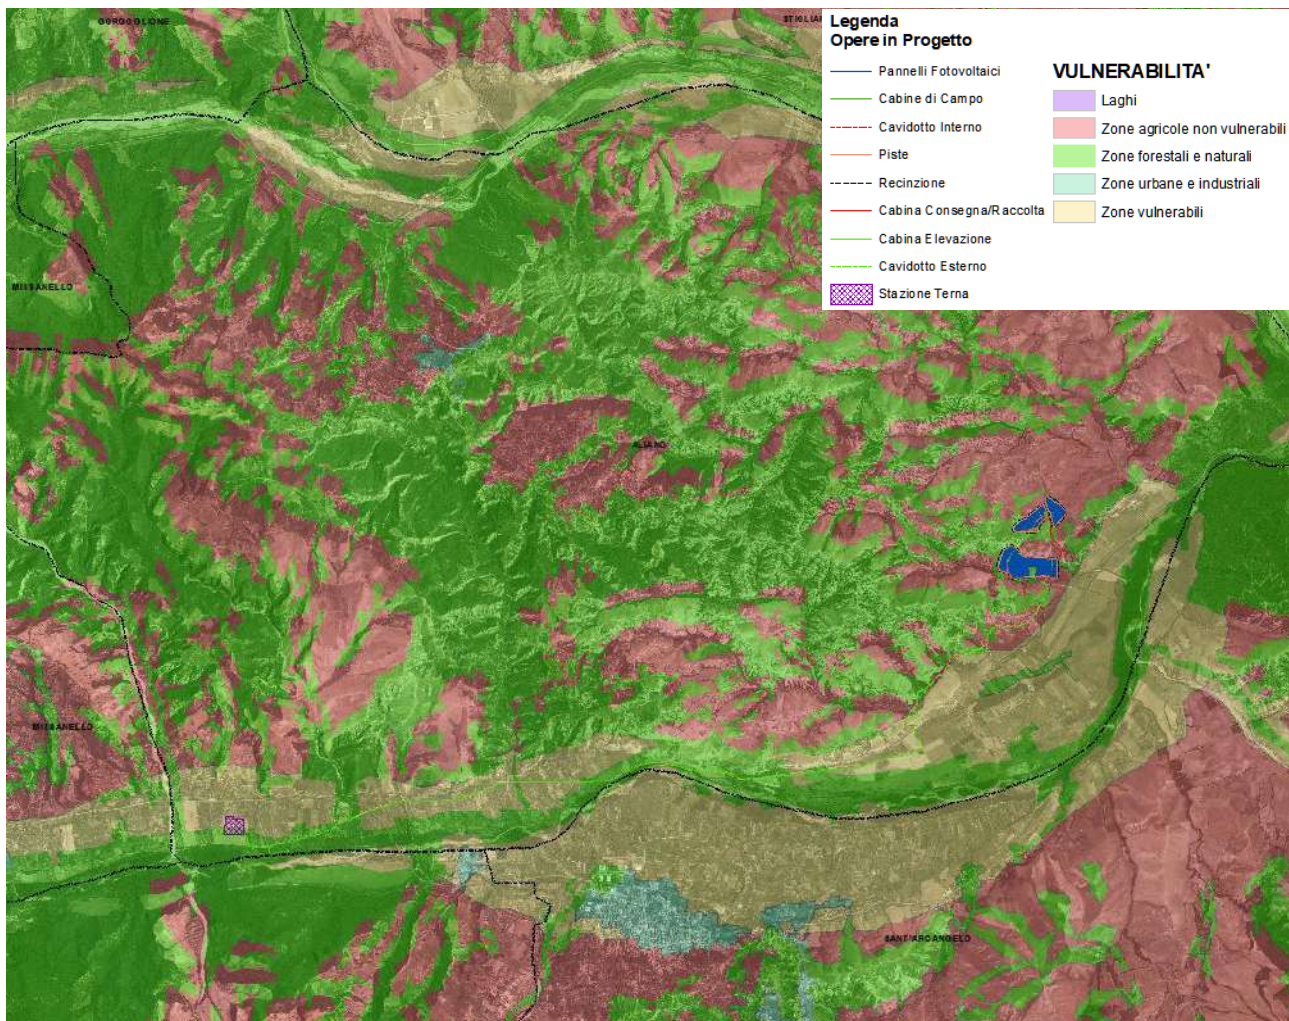 GORGOGLIONE
STIGLIAN
Legenda
Opere in Progetto
Pannelli Fotovoltaici
Cabine di Campo
Cavidotto Interno
Piste
Recinzione
Cabina Consegna/Raccolta
Cabina Elevazione
Cavidotto Esterno
Stazione Terna
VULNERABILITA'
Laghi
Zone agricole non vulnerabili
Zone forestali e naturali
Zone urbane e industriali
Zone vulnerabili
MISSANELLO
ALIANO
MISSANELLO
SANT'ARCANGELO